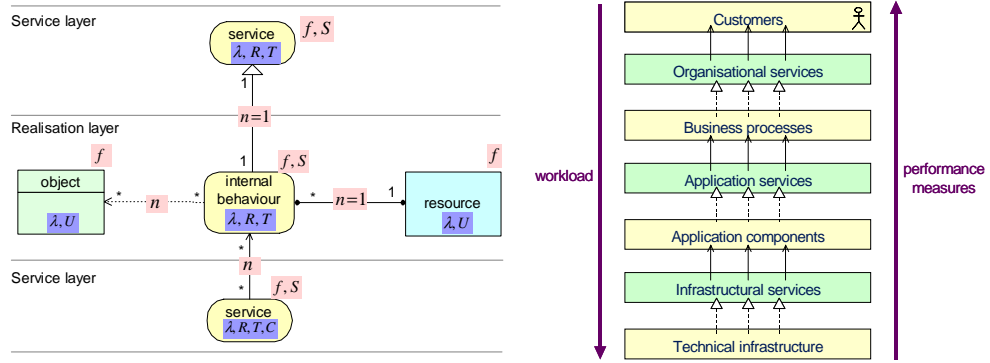 Service layer
service
λ, R, T
f, S
1
n=1
Realisation layer
1
f
object
λ, U
*
n
*
f, S
internal
behaviour
λ, R, T
*
n=1
1
f
resource
λ, U
*
n
*
Service layer
f, S
service
λ, R, T, C
workload
Customers
Organisational services
Business processes
Application services
Application components
Infrastructural services
Technical infrastructure
performance
measures